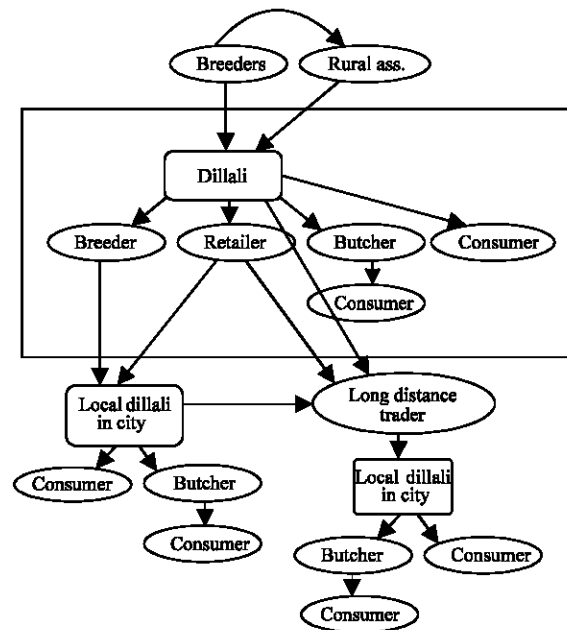 Breeders
Rural ass.
Dillali
Breeder
Retailer
Butcher
Consumer
Consumer
Local dillali
in city
Long distance
trader
Consumer
Butcher
Local dillali
in city
Consumer
Butcher
Consumer
Consumer